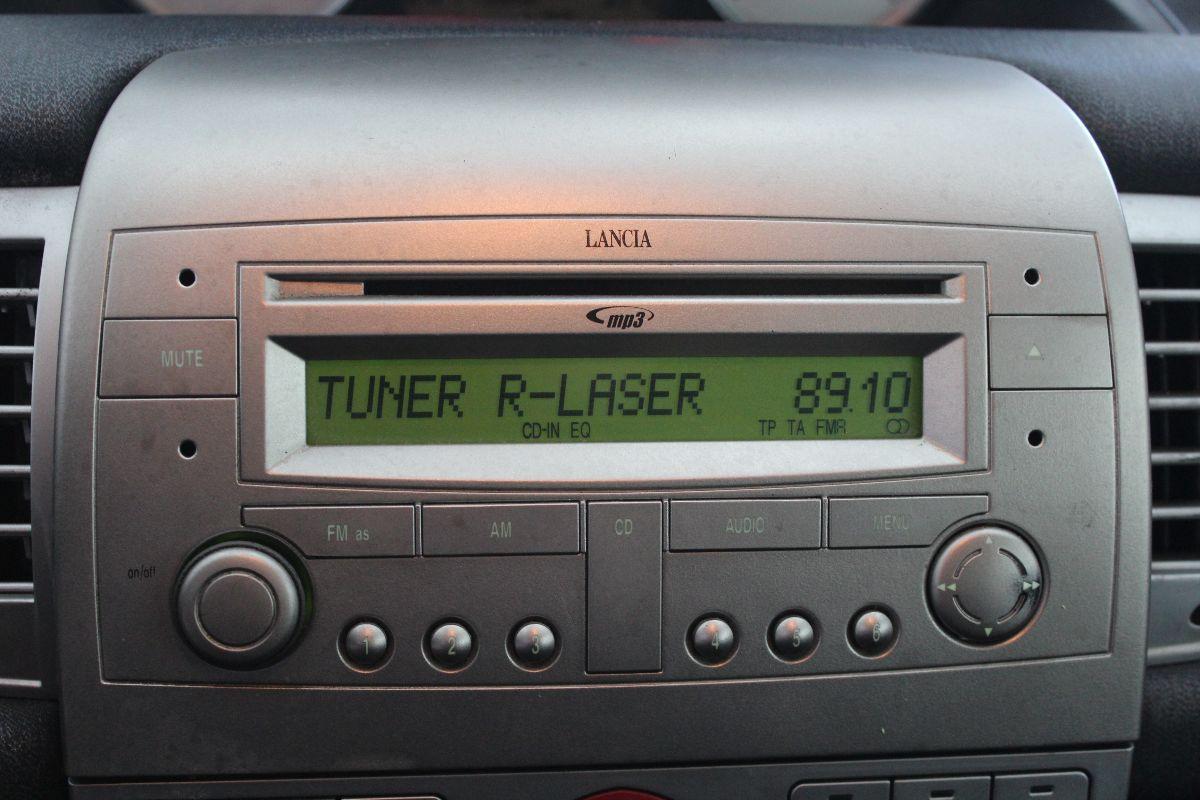 LANCIA
mp3
MUTE
TUNER R-LASER 89.10
CD-IN EQ TP TA FMR
FM as AM CD AUDIO MENU
on/off
1 2 3 4 5 6